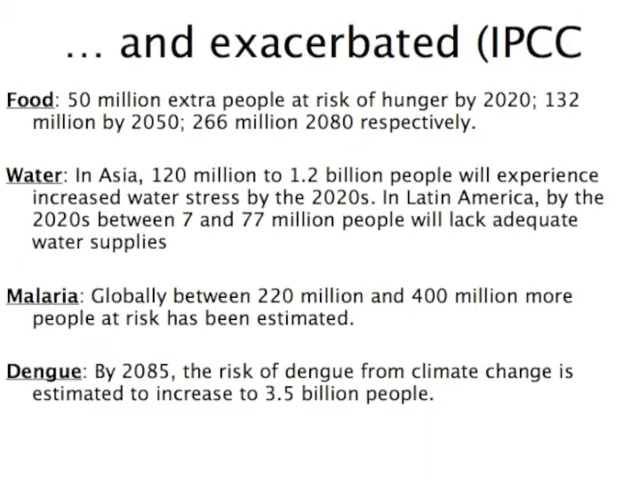 ... and exacerbated (IPCC
Food: 50 million extra people at risk of hunger by 2020; 132
million by 2050; 266 million 2080 respectively.
Water: In Asia, 120 million to 1.2 billion people will experience
increased water stress by the 2020s. In Latin America, by the
2020s between 7 and 77 million people will lack adequate
water supplies
Malaria: Globally between 220 million and 400 million more
people at risk has been estimated.
Dengue: By 2085, the risk of dengue from climate change is
estimated to increase to 3.5 billion people.